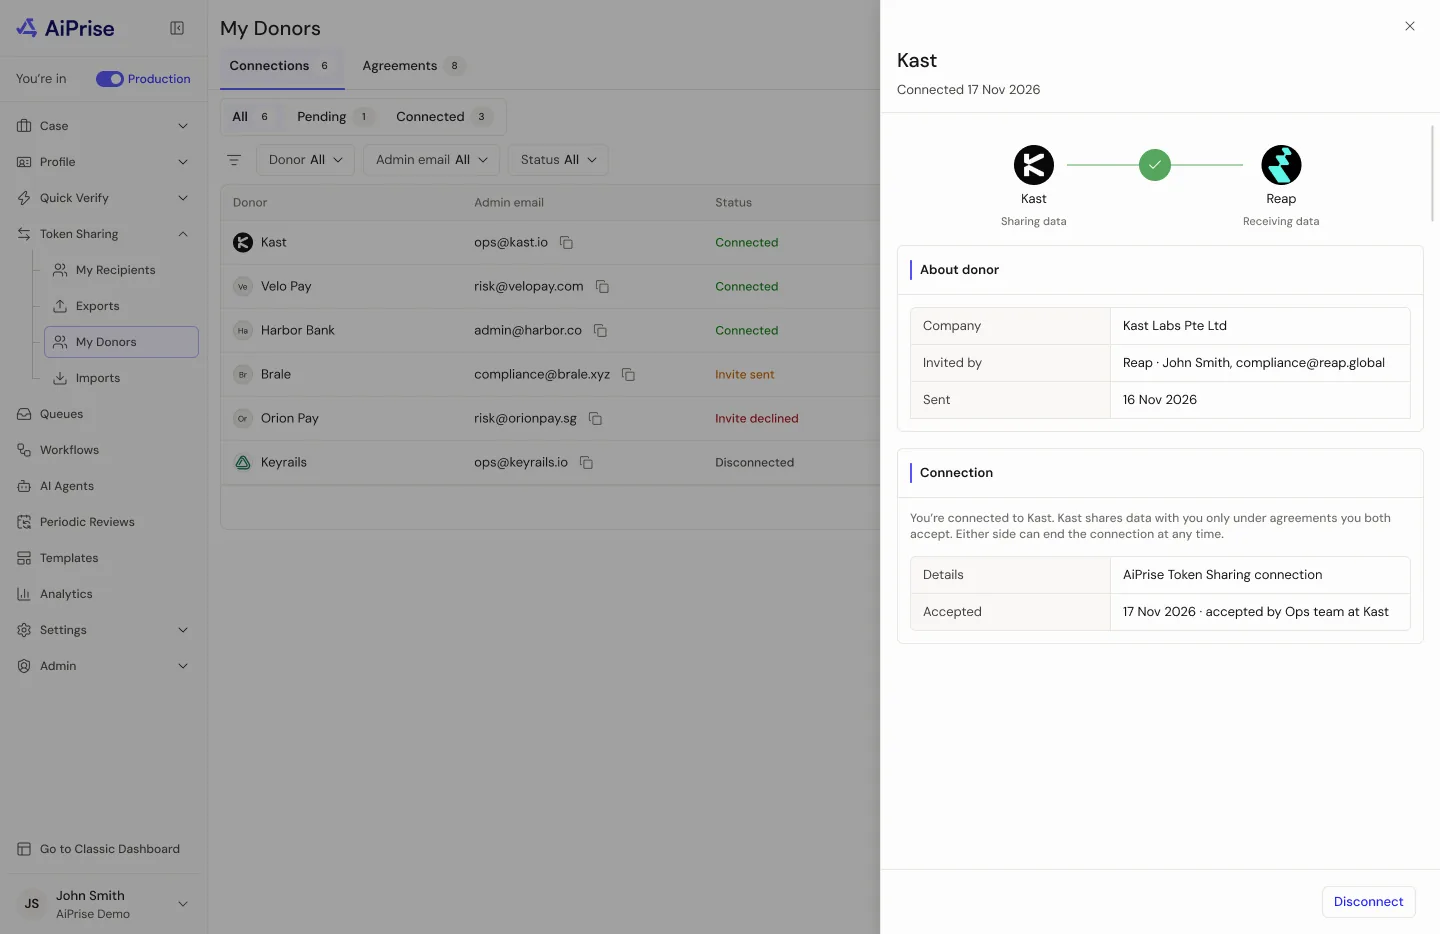 AiPrise
You're in
Production
Case
Profile
Quick Verify
Token Sharing
My Recipients
Exports
My Donors
Imports
Queues
Workflows
AI Agents
Periodic Reviews
Templates
Analytics
Settings
Admin
Go to Classic Dashboard
JS
John Smith
AiPrise Demo
My Donors
Connections 6
Agreements 8
All 6
Pending 1
Connected 3
Donor All
Admin email All
Status All
Donor Admin email Status
Kast ops@kast.io Connected
Ve Velo Pay risk@velopay.com Connected
Ha Harbor Bank admin@harbor.co Connected
Br Brale compliance@brale.xyz Invite sent
Or Orion Pay risk@orionpay.sg Invite declined
Keyrails ops@keyrails.io Disconnected
Kast
Connected 17 Nov 2026
Kast
Sharing data
Reap
Receiving data
About donor
Company Kast Labs Pte Ltd
Invited by Reap · John Smith, compliance@reap.global
Sent 16 Nov 2026
Connection
You're connected to Kast. Kast shares data with you only under agreements you both
accept. Either side can end the connection at any time.
Details AiPrise Token Sharing connection
Accepted 17 Nov 2026 · accepted by Ops team at Kast
Disconnect